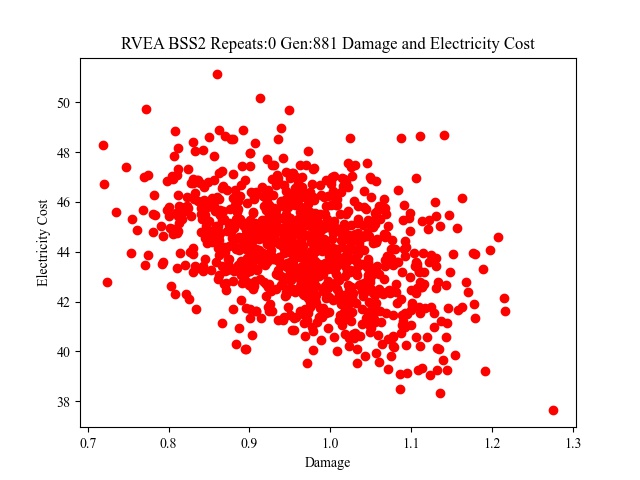 RVEA BSS2 Repeats:0 Gen:881 Damage and Electricity Cost
50
48
46
44
42
40
38
Electricity Cost
0.7 0.8 0.9 1.0 1.1 1.2 1.3
Damage